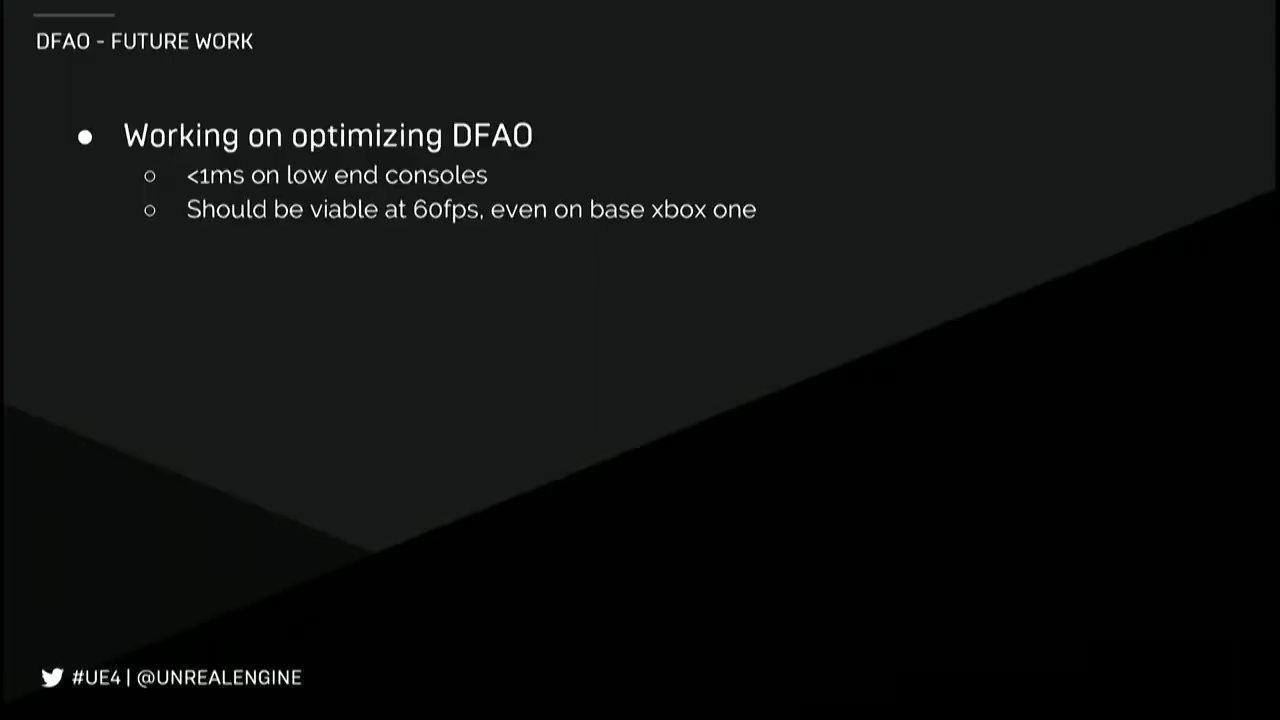 DFAO - FUTURE WORK
● Working on optimizing DFAO
○ <1ms on low end consoles
○ Should be viable at 60fps, even on base xbox one
#UE4 | @UNREALENGINE